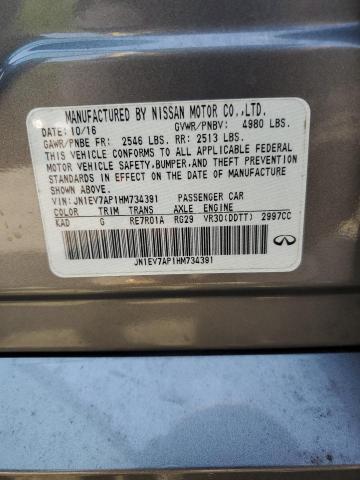 MANUFACTURED BY NISSAN MOTOR CO.,LTD.
DATE: 10/16 GVWR/PNBV: 4980 LBS.
GAWR/PNBE FR: 2546 LBS. RR: 2513 LBS.
THIS VEHICLE CONFORMS TO ALL APPLICABLE FEDERAL
MOTOR VEHICLE SAFETY,BUMPER,AND THEFT PREVENTION
STANDARDS IN EFFECT ON THE DATE OF MANUFACTURE
SHOWN ABOVE.
VIN: JN1EV7AP1HM734391 PASSENGER CAR
COLOR TRIM TRANS AXLE ENGINE
KAD G RE7R01A RG29 VR30(DDTT) 2997CC
JN1EV7AP1HM734391